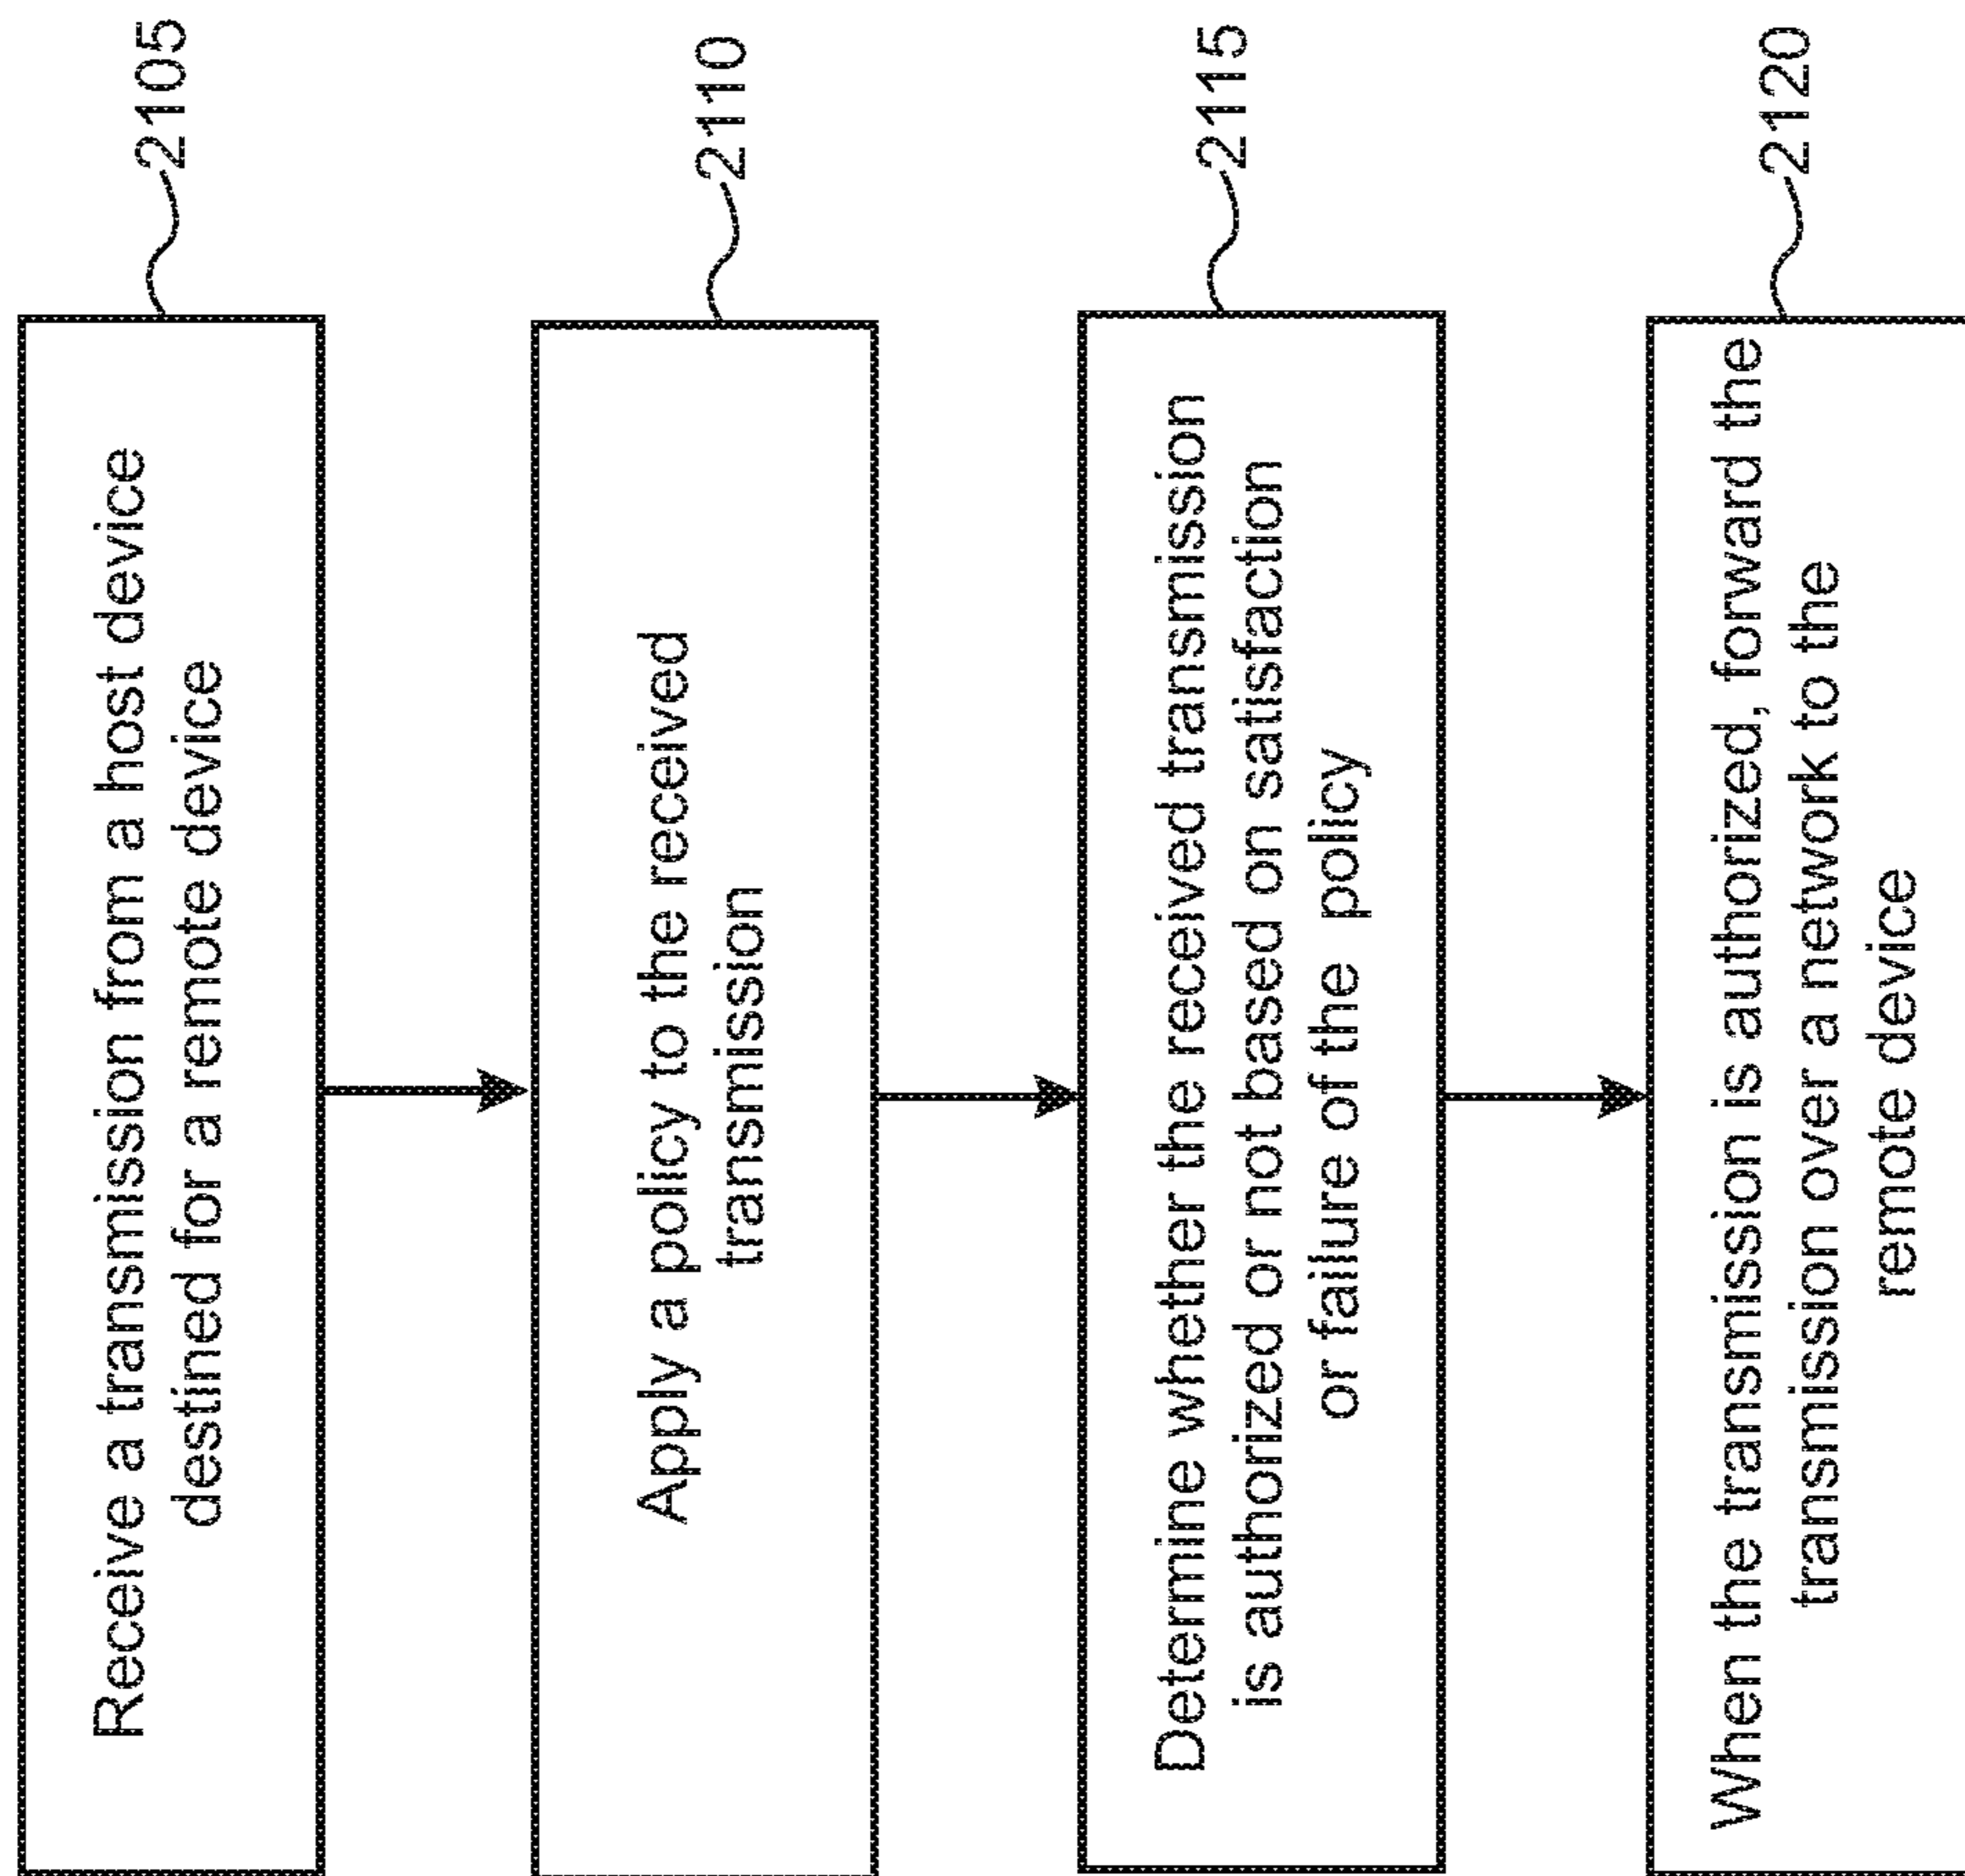 Receive a transmission from a host device
destined for a remote device
2105
Apply a policy to the received
transmission
2110
Determine whether the received transmission
is authorized or not based on satisfaction
or failure of the policy
2115
When the transmission is authorized, forward the
transmission over a network to the
remote device
2120